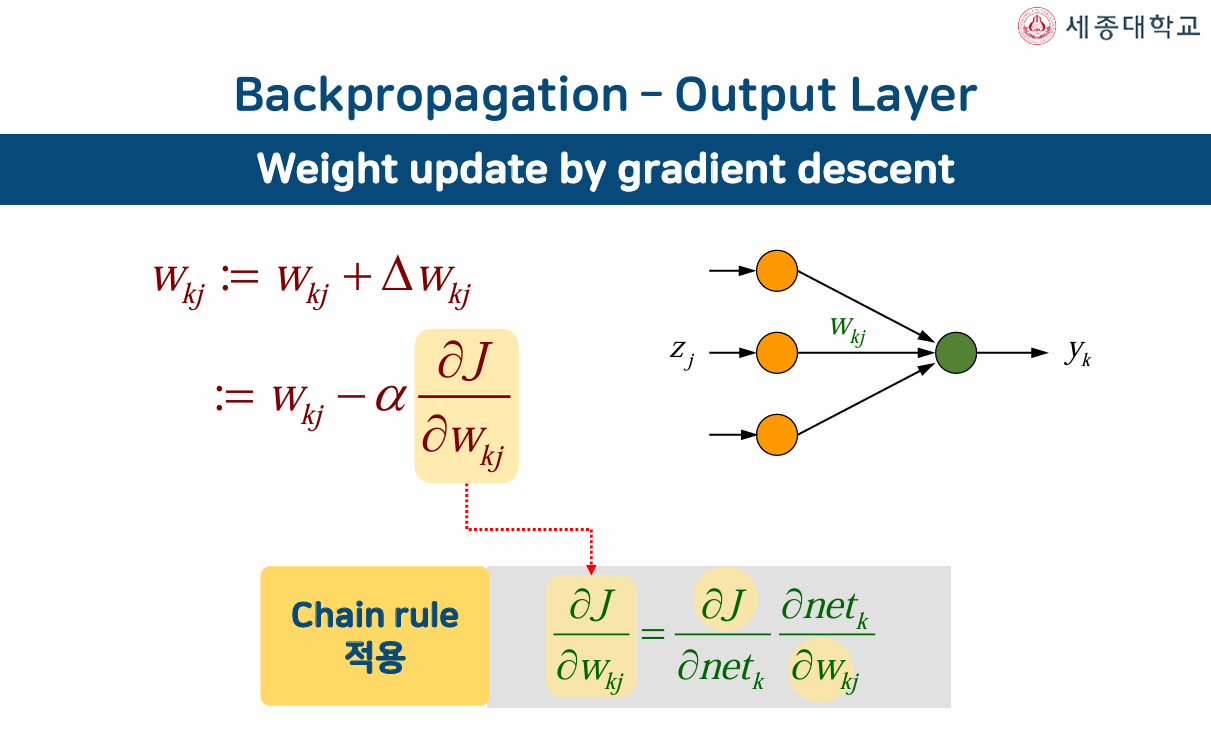 세종대학교
Backpropagation – Output Layer
Weight update by gradient descent
w_kj := w_kj + Δw_kj
:= w_kj − α ∂J/∂w_kj
w_kj
z_j
y_k
Chain rule
적용
∂J/∂w_kj = ∂J/∂net_k ∂net_k/∂w_kj